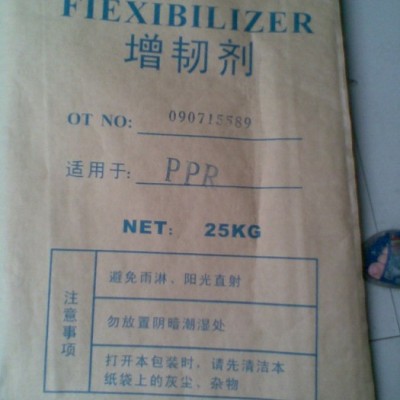 FIEXIBILIZER
增韧剂
OT NO: 090715589
适用于: PPR
NET: 25KG
注意事项
避免雨淋、阳光直射
勿放置阴暗潮湿处
打开本包装时，请先清洁本
纸袋上的灰尘、杂物